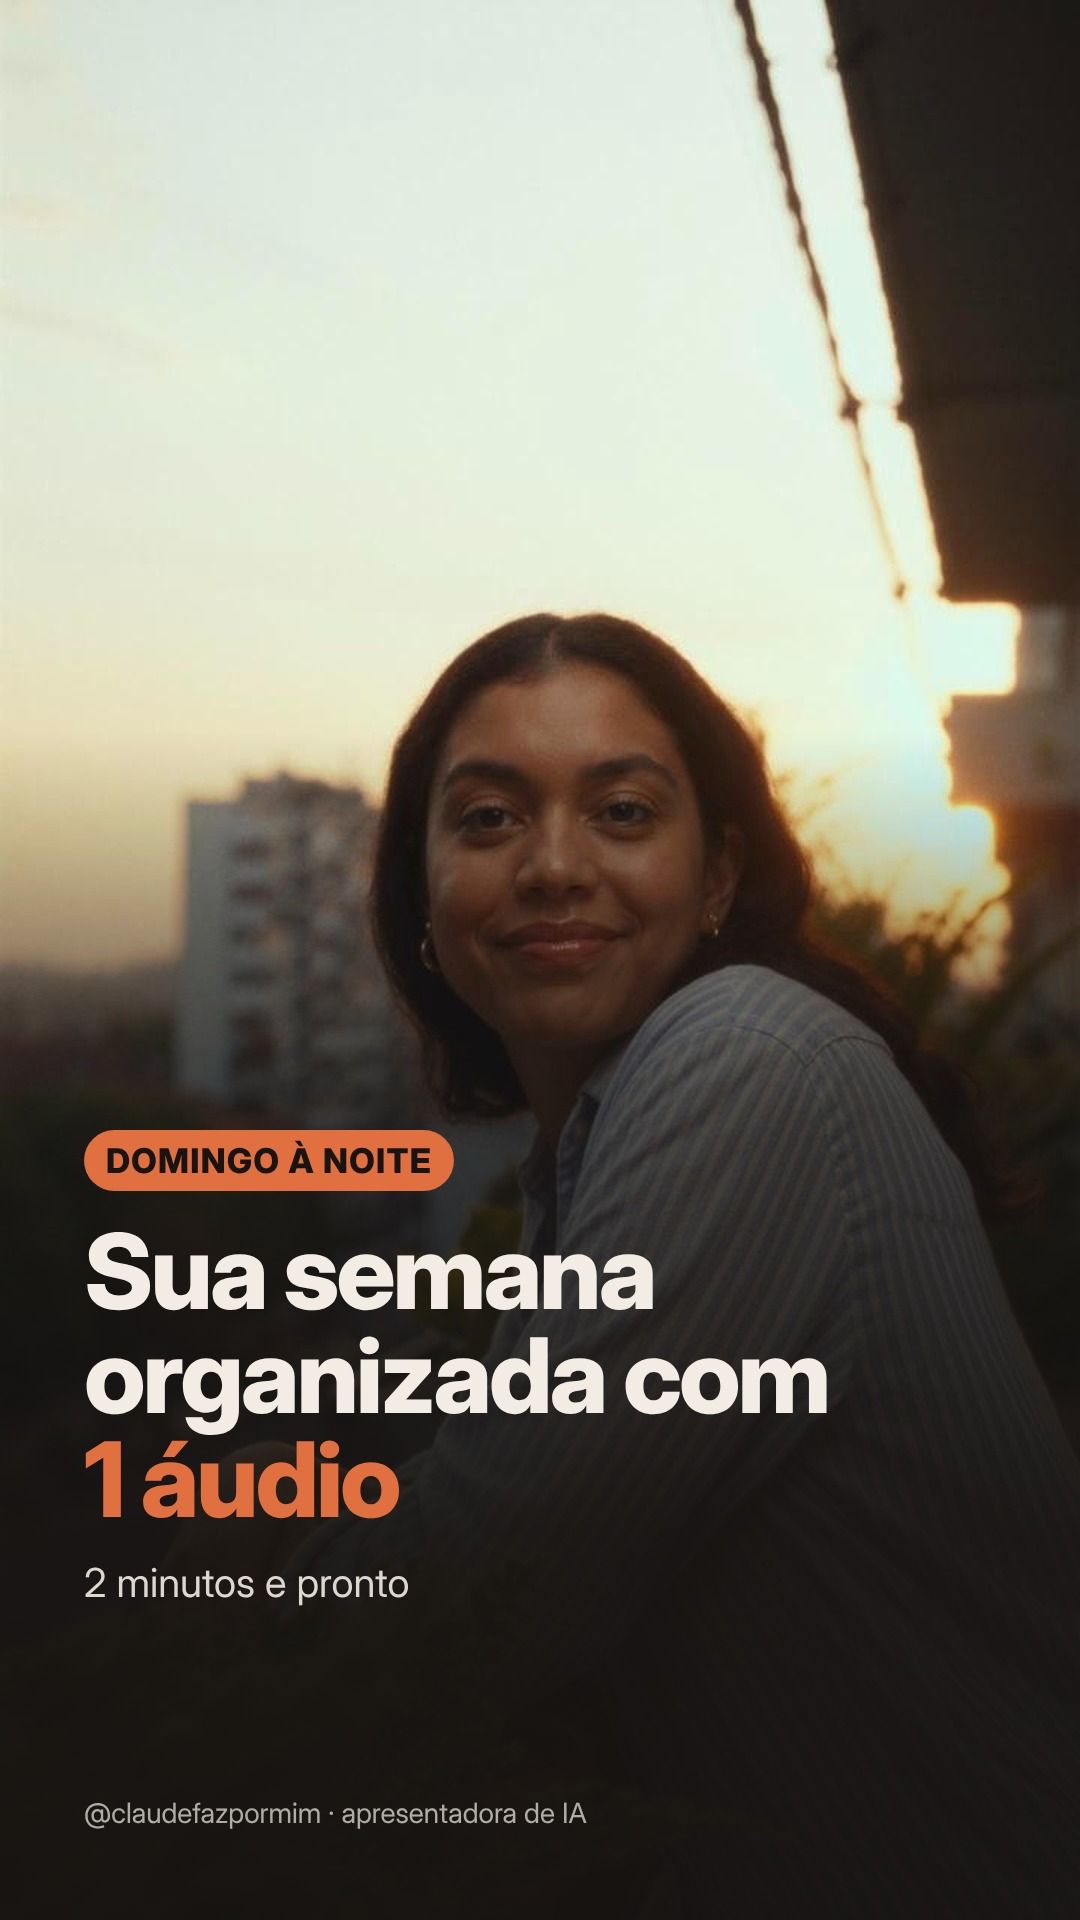 DOMINGO À NOITE
Sua semana
organizada com
1 áudio
2 minutos e pronto
@claudefazpormim · apresentadora de IA